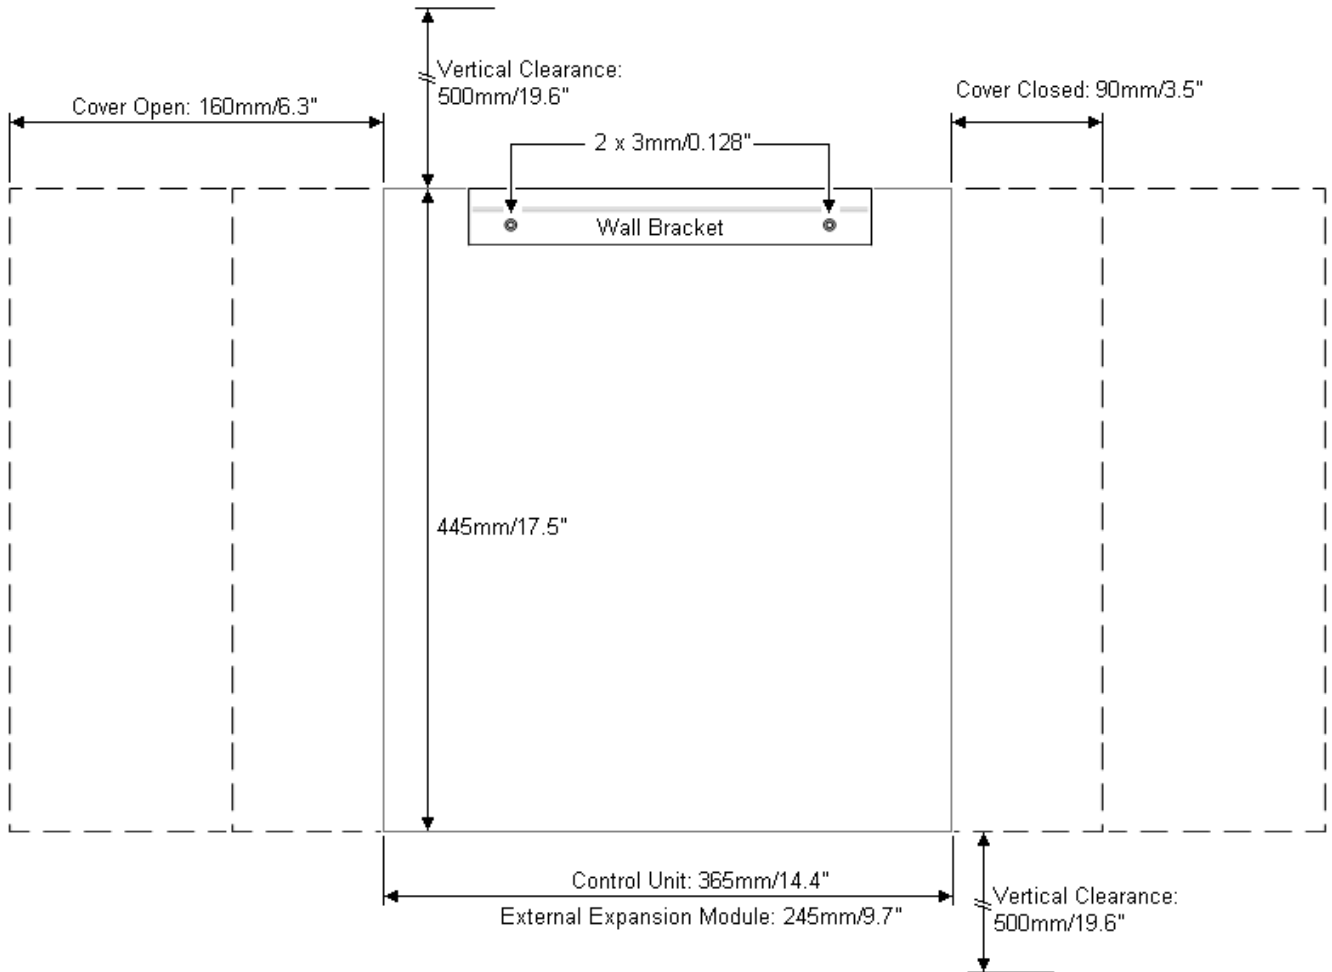 Vertical Clearance:
500mm/19.6"
Cover Open: 160mm/6.3"
Cover Closed: 90mm/3.5"
2 x 3mm/0.128"
Wall Bracket
445mm/17.5"
Control Unit: 365mm/14.4"
External Expansion Module: 245mm/9.7"
Vertical Clearance:
500mm/19.6"